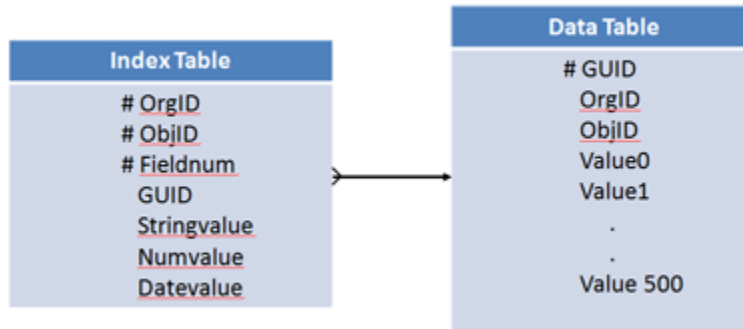 Index Table
# OrgID
# ObjID
# Fieldnum
GUID
Stringvalue
Numvalue
Datevalue
Data Table
# GUID
OrgID
ObjID
Value0
Value1
.
.
Value 500